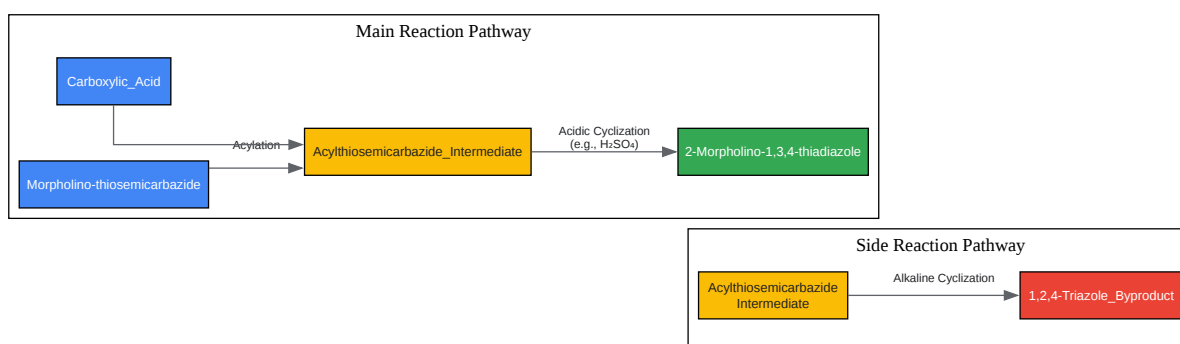 Main Reaction Pathway
Carboxylic_Acid
Acylation
Morpholino-thiosemicarbazide
Acylthiosemicarbazide_Intermediate
Acidic Cyclization
(e.g., H₂SO₄)
2-Morpholino-1,3,4-thiadiazole
Side Reaction Pathway
Acylthiosemicarbazide
Intermediate
Alkaline Cyclization
1,2,4-Triazole_Byproduct